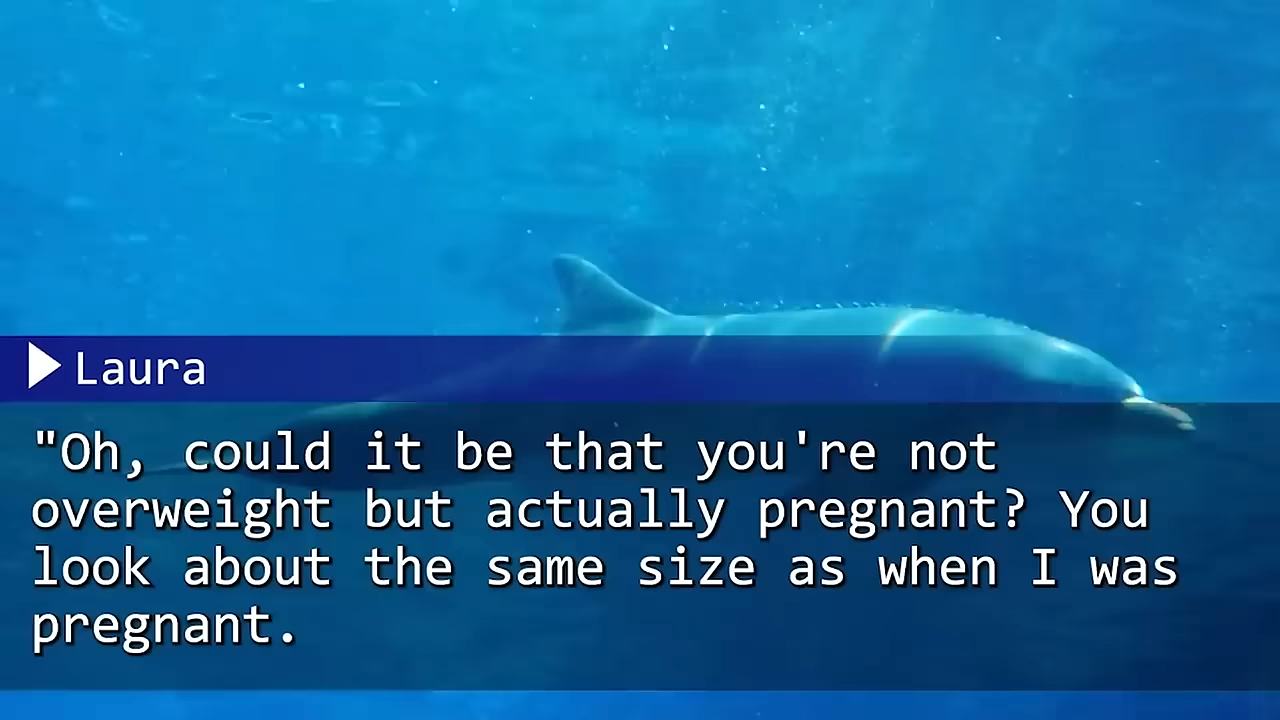 Laura
"Oh, could it be that you're not
overweight but actually pregnant? You
look about the same size as when I was
pregnant.